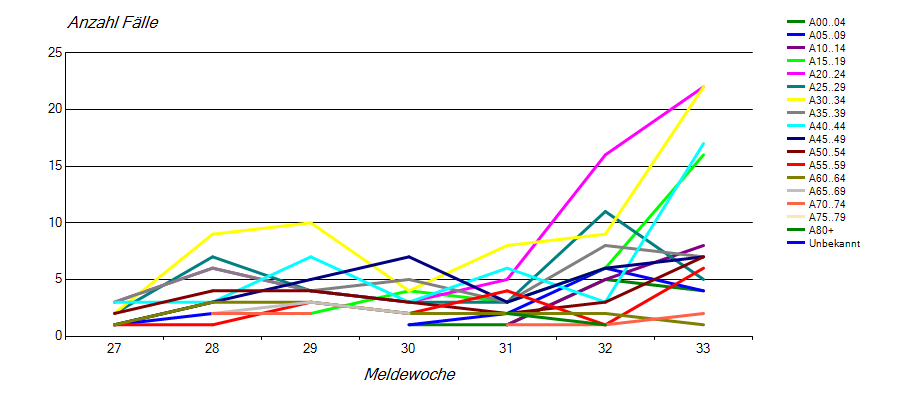 Anzahl Fälle
25
20
15
10
5
0
27 28 29 30 31 32 33
Meldewoche
A00..04
A05..09
A10..14
A15..19
A20..24
A25..29
A30..34
A35..39
A40..44
A45..49
A50..54
A55..59
A60..64
A65..69
A70..74
A75..79
A80+
Unbekannt